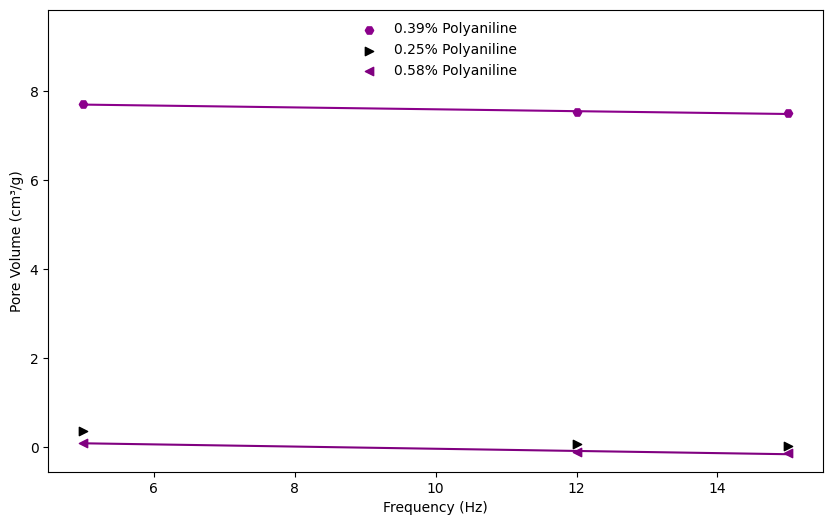 0.39% Polyaniline
0.25% Polyaniline
0.58% Polyaniline
Pore Volume (cm³/g)
8
6
4
2
0
6 8 10 12 14
Frequency (Hz)